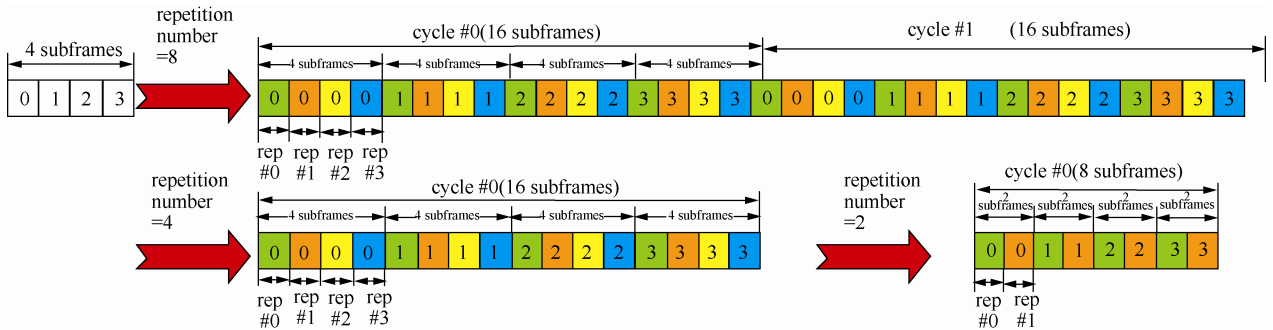 4 subframes
0 1 2 3
repetition
number
=8
cycle #0(16 subframes)
cycle #1 (16 subframes)
4 subframes 4 subframes 4 subframes 4 subframes
0 0 0 0 1 1 1 1 2 2 2 2 3 3 3 3 0 0 0 0 1 1 1 1 2 2 2 2 3 3 3 3
rep
#0
rep
#1
rep
#2
rep
#3
repetition
number
=4
cycle #0(16 subframes)
4 subframes 4 subframes 4 subframes 4 subframes
0 0 0 0 1 1 1 1 2 2 2 2 3 3 3 3
rep
#0
rep
#1
rep
#2
rep
#3
repetition
number
=2
cycle #0(8 subframes)
2 2 2 2
subframes subframes subframes subframes
0 0 1 1 2 2 3 3
rep
#0
rep
#1